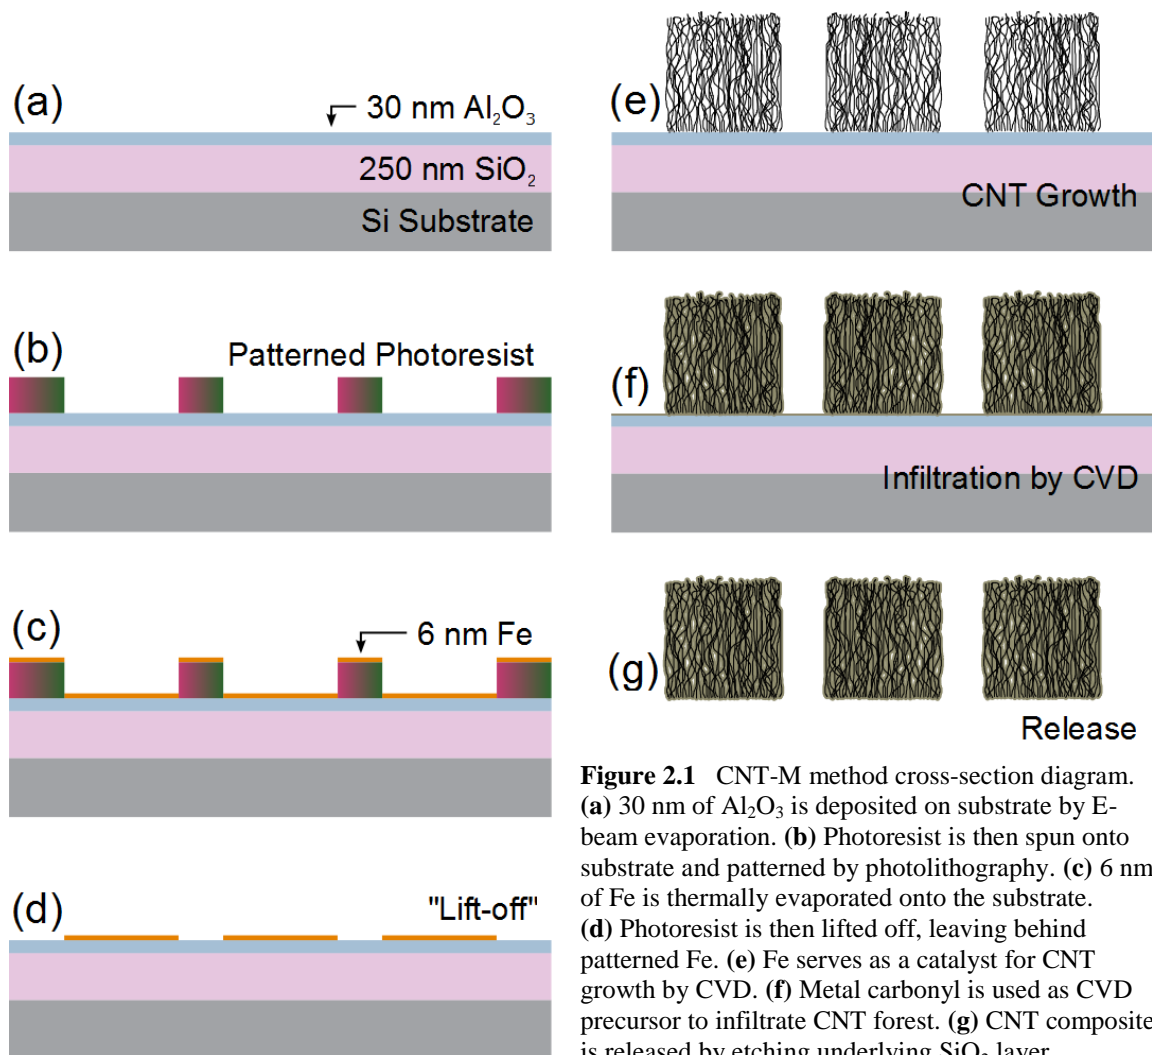 (a)
30 nm Al₂O₃
250 nm SiO₂
Si Substrate
(b)
Patterned Photoresist
(c)
6 nm Fe
(d)
"Lift-off"
(e)
CNT Growth
(f)
Infiltration by CVD
(g)
Release
Figure 2.1 CNT-M method cross-section diagram.
(a) 30 nm of Al₂O₃ is deposited on substrate by E-
beam evaporation. (b) Photoresist is then spun onto
substrate and patterned by photolithography. (c) 6 nm
of Fe is thermally evaporated onto the substrate.
(d) Photoresist is then lifted off, leaving behind
patterned Fe. (e) Fe serves as a catalyst for CNT
growth by CVD. (f) Metal carbonyl is used as CVD
precursor to infiltrate CNT forest. (g) CNT composite
is released by etching underlying SiO₂ layer